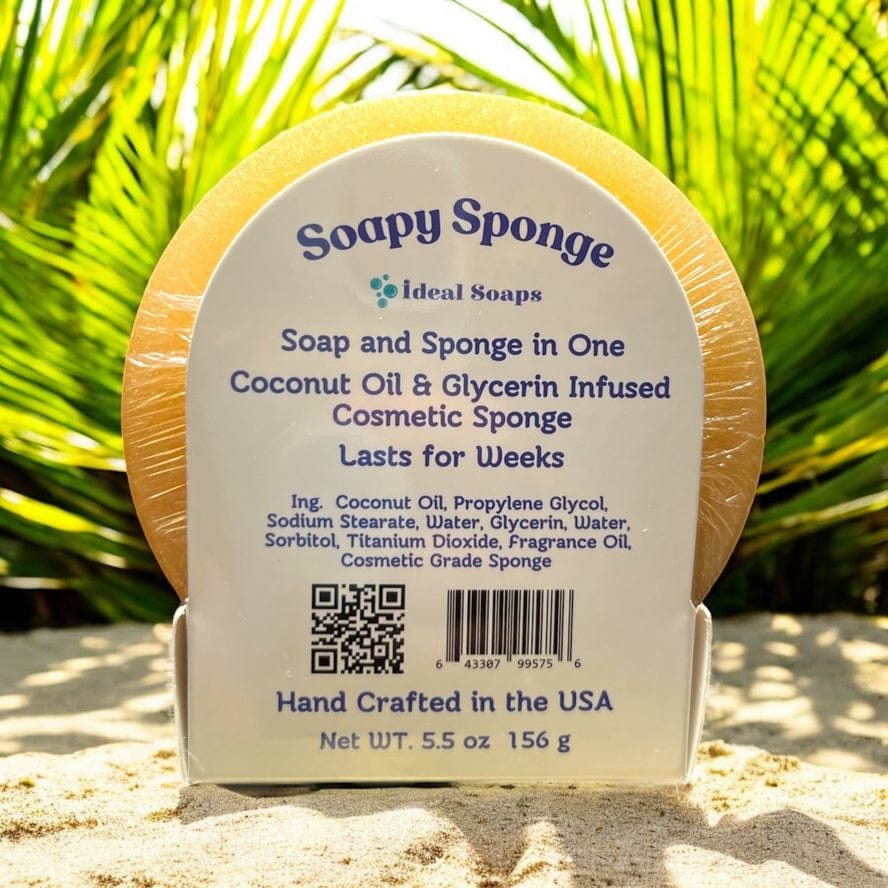 Soapy Sponge
ideal Soaps
Soap and Sponge in One
Coconut Oil & Glycerin Infused
Cosmetic Sponge
Lasts for Weeks
Ing. Coconut Oil, Propylene Glycol,
Sodium Stearate, Water, Glycerin, Water,
Sorbitol, Titanium Dioxide, Fragrance Oil,
Cosmetic Grade Sponge
6 43307 99575 6
Hand Crafted in the USA
Net WT. 5.5 oz 156 g